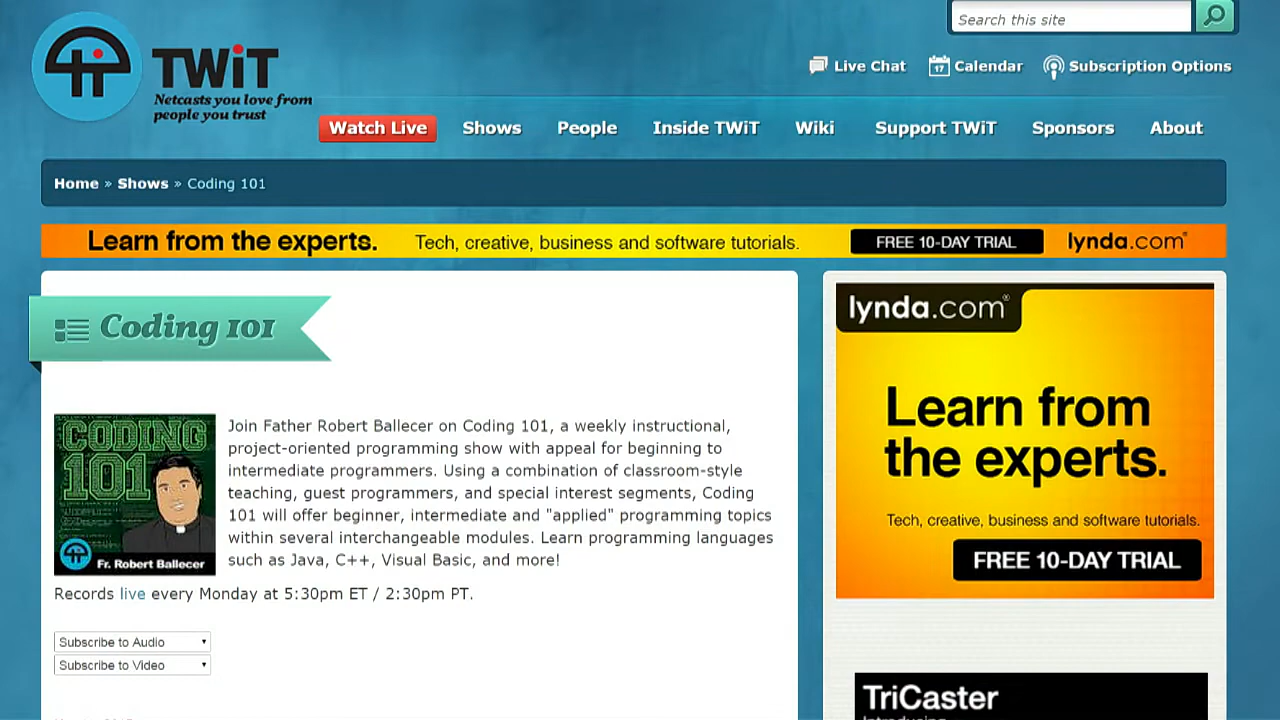 Search this site
TWiT
Netcasts you love from
people you trust
Live Chat
17
Calendar
Subscription Options
Watch Live
Shows
People
Inside TWiT
Wiki
Support TWiT
Sponsors
About
Home » Shows » Coding 101
Learn from the experts. Tech, creative, business and software tutorials. FREE 10-DAY TRIAL lynda.com®
Coding 101
CODING
101
Fr. Robert Ballecer
Join Father Robert Ballecer on Coding 101, a weekly instructional,
project-oriented programming show with appeal for beginning to
intermediate programmers. Using a combination of classroom-style
teaching, guest programmers, and special interest segments, Coding
101 will offer beginner, intermediate and "applied" programming topics
within several interchangeable modules. Learn programming languages
such as Java, C++, Visual Basic, and more!
Records live every Monday at 5:30pm ET / 2:30pm PT.
Subscribe to Audio
Subscribe to Video
lynda.com®
Learn from
the experts.
Tech, creative, business and software tutorials.
FREE 10-DAY TRIAL
TriCaster